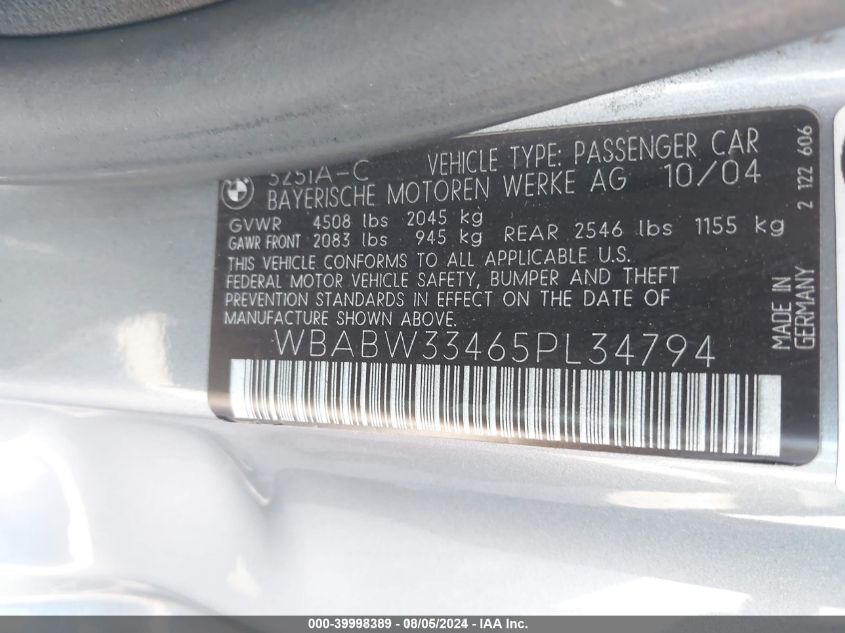 325iA-C VEHICLE TYPE: PASSENGER CAR
BAYERISCHE MOTOREN WERKE AG 10/04
GVWR 4508 lbs 2045 kg
GAWR FRONT 2083 lbs 945 kg REAR 2546 lbs 1155 kg
THIS VEHICLE CONFORMS TO ALL APPLICABLE U.S.
FEDERAL MOTOR VEHICLE SAFETY, BUMPER AND THEFT
PREVENTION STANDARDS IN EFFECT ON THE DATE OF
MANUFACTURE SHOWN ABOVE.
WBABW33465PL34794
MADE IN
GERMANY
2 122 606
000-39998389 - 08/05/2024 - IAA Inc.